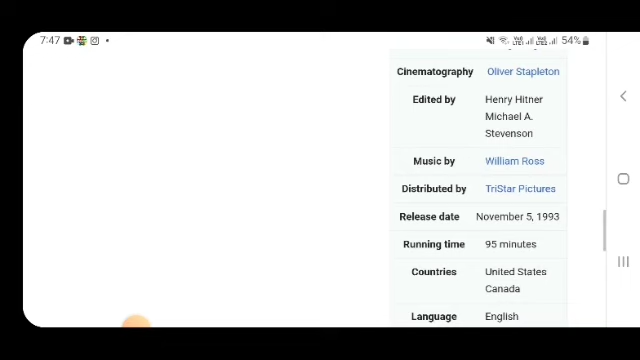 7:47
54%
Cinematography Oliver Stapleton
Edited by Henry Hitner
Michael A.
Stevenson
Music by William Ross
Distributed by TriStar Pictures
Release date November 5, 1993
Running time 95 minutes
Countries United States
Canada
Language English